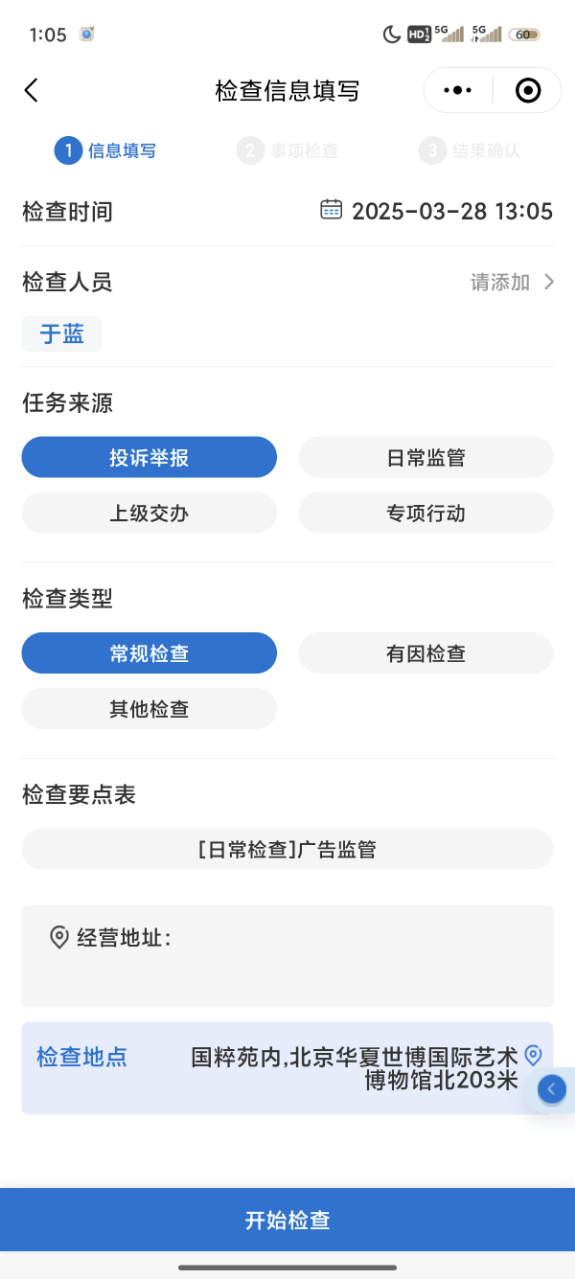 1:05
HD 1 2 5G 5G 60
检查信息填写
1 信息填写 2 事项检查 3 结果确认
检查时间 2025-03-28 13:05
检查人员 请添加
于蓝
任务来源
投诉举报 日常监管
上级交办 专项行动
检查类型
常规检查 有因检查
其他检查
检查要点表
[日常检查]广告监管
经营地址:
检查地点 国粹苑内,北京华夏世博国际艺术
博物馆北203米
开始检查